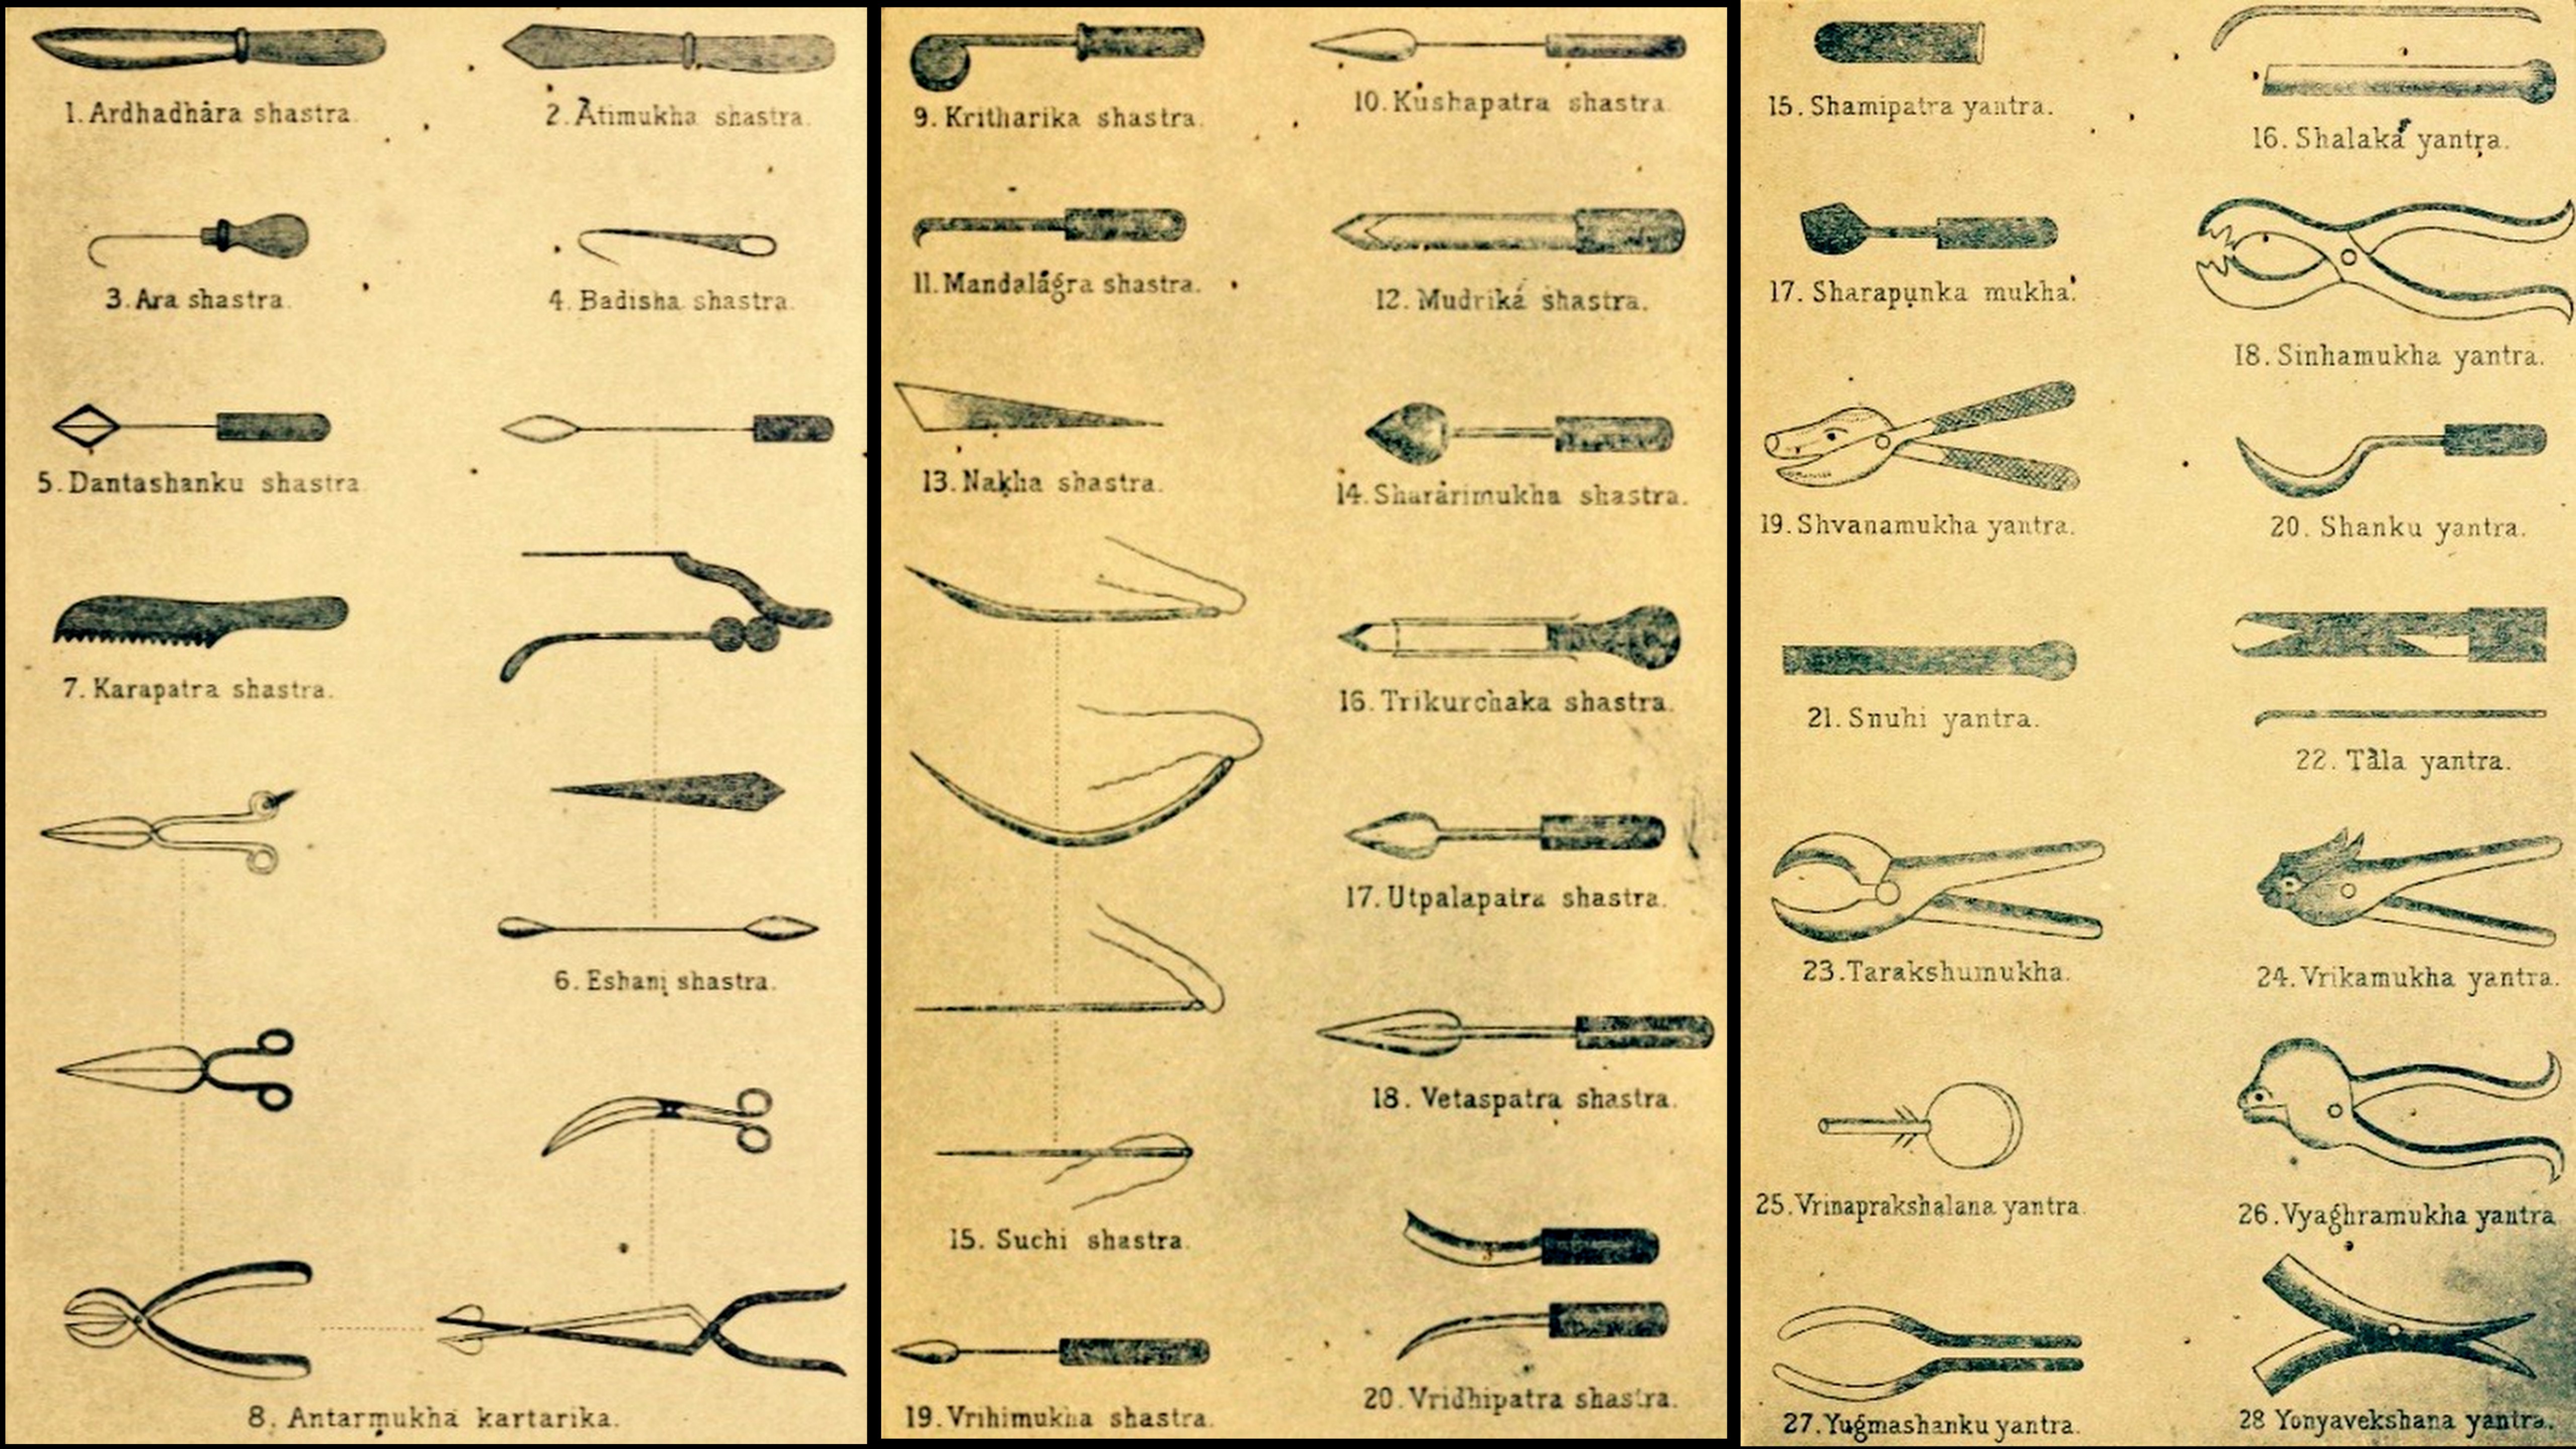 1. Ardhadhâra shastra.
2. Àtimukha shastra.
3. Ara shastra.
4. Badisha shastra.
5. Dantashanku shastra.
7. Karapatra shastra.
6. Eshani shastra.
8. Antarmukha kartarika.
9. Kritharika shastra.
10. Kushapatra shastra.
11. Mandalágra shastra.
12. Mudriká shastra.
13. Nakha shastra.
14. Sharârimukha shastra.
16. Trikurchaka shastra.
17. Utpalapatra shastra.
18. Vetaspatra shastra.
15. Suchi shastra.
19. Vrihimukha shastra.
20. Vridhipatra shastra.
15. Shamipatra yantra.
16. Shalaká yantra.
17. Sharapunka mukha.
18. Sinhamukha yantra.
19. Shvanamukha yantra.
20. Shanku yantra.
21. Snuhi yantra.
22. Tâla yantra.
23. Tarakshumukha.
24. Vrikamukha yantra.
25. Vrinaprakshalana yantra.
26. Vyaghramukha yantra
27. Yugmashanku yantra.
28 Yonyavekshana yantra.